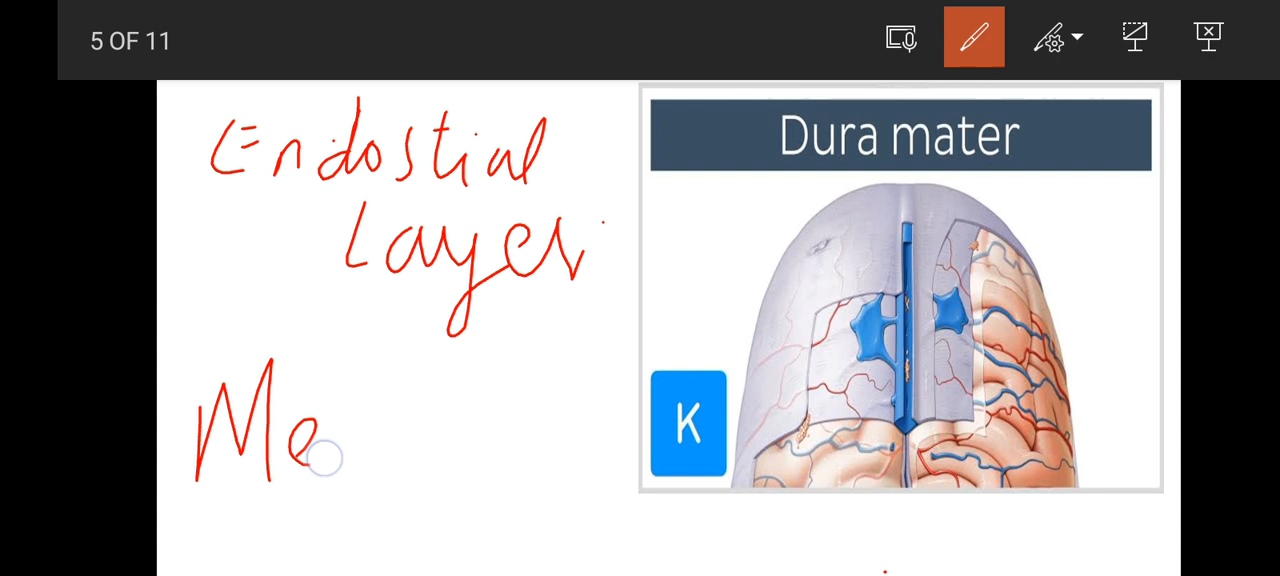 5 OF 11
Endostial
Layer
Me
Dura mater
K